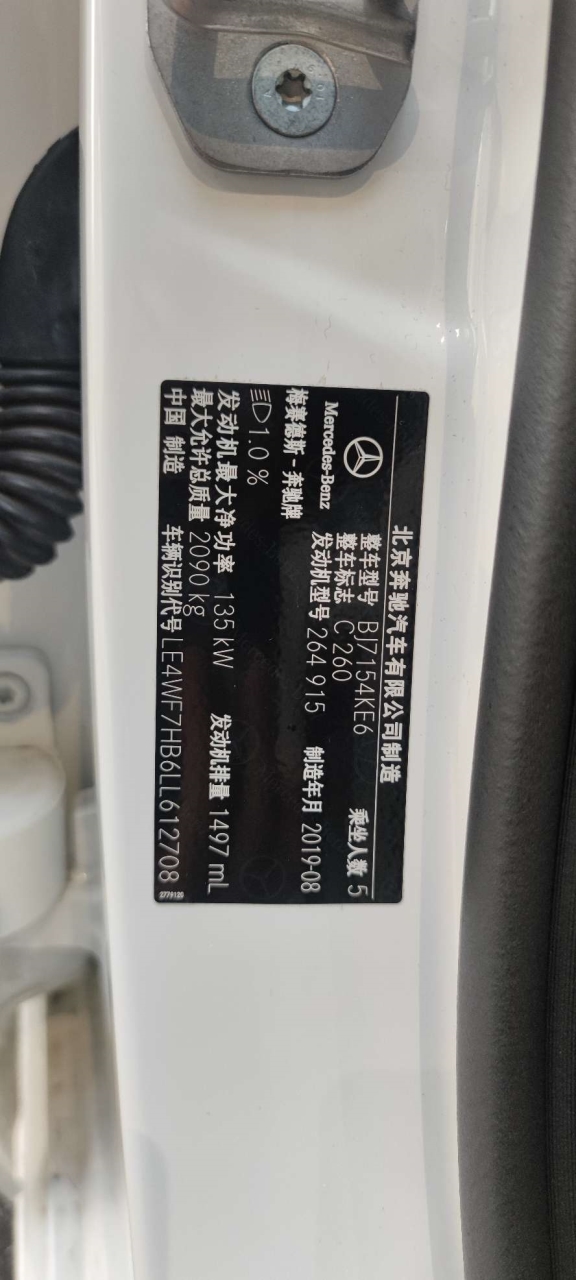 北京奔驰汽车有限公司制造
整车型号 BJ7154KE6 乘坐人数 5
整车标志 C 260
Mercedes-Benz 发动机型号 264 915 制造年月 2019-08
梅赛德斯-奔驰牌
1.0 %
发动机最大净功率 135 kW 发动机排量 1497 mL
最大允许总质量 2090 kg
中国 制造 车辆识别代号 LE4WF7HB6LL612708
2779120